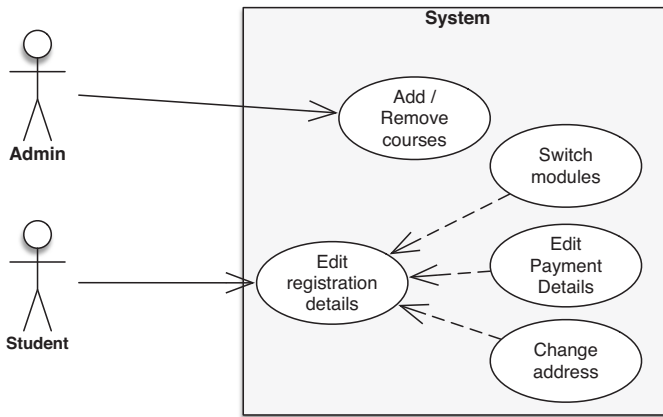 System
Admin
Add /
Remove
courses
Switch
modules
Student
Edit
registration
details
Edit
Payment
Details
Change
address